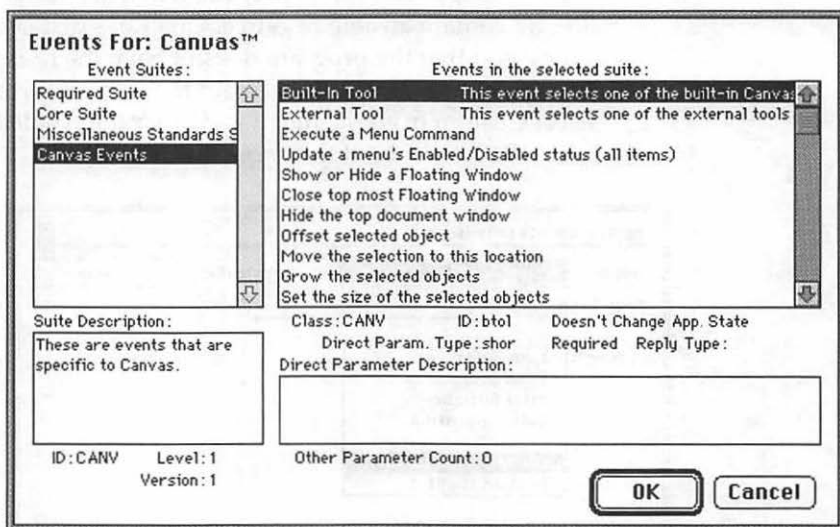 Events For: Canvas™
Event Suites:
Required Suite
Core Suite
Miscellaneous Standards S
Canvas Events
Events in the selected suite:
Built-In Tool This event selects one of the built-in Canvas
External Tool This event selects one of the external tools
Execute a Menu Command
Update a menu's Enabled/Disabled status (all items)
Show or Hide a Floating Window
Close top most Floating Window
Hide the top document window
Offset selected object
Move the selection to this location
Grow the selected objects
Set the size of the selected objects
Suite Description:
These are events that are
specific to Canvas.
ID:CANV Level:1
Version:1
Class:CANV ID:btol Doesn't Change App. State
Direct Param. Type:shor Required Reply Type:
Direct Parameter Description:
Other Parameter Count:0
OK Cancel